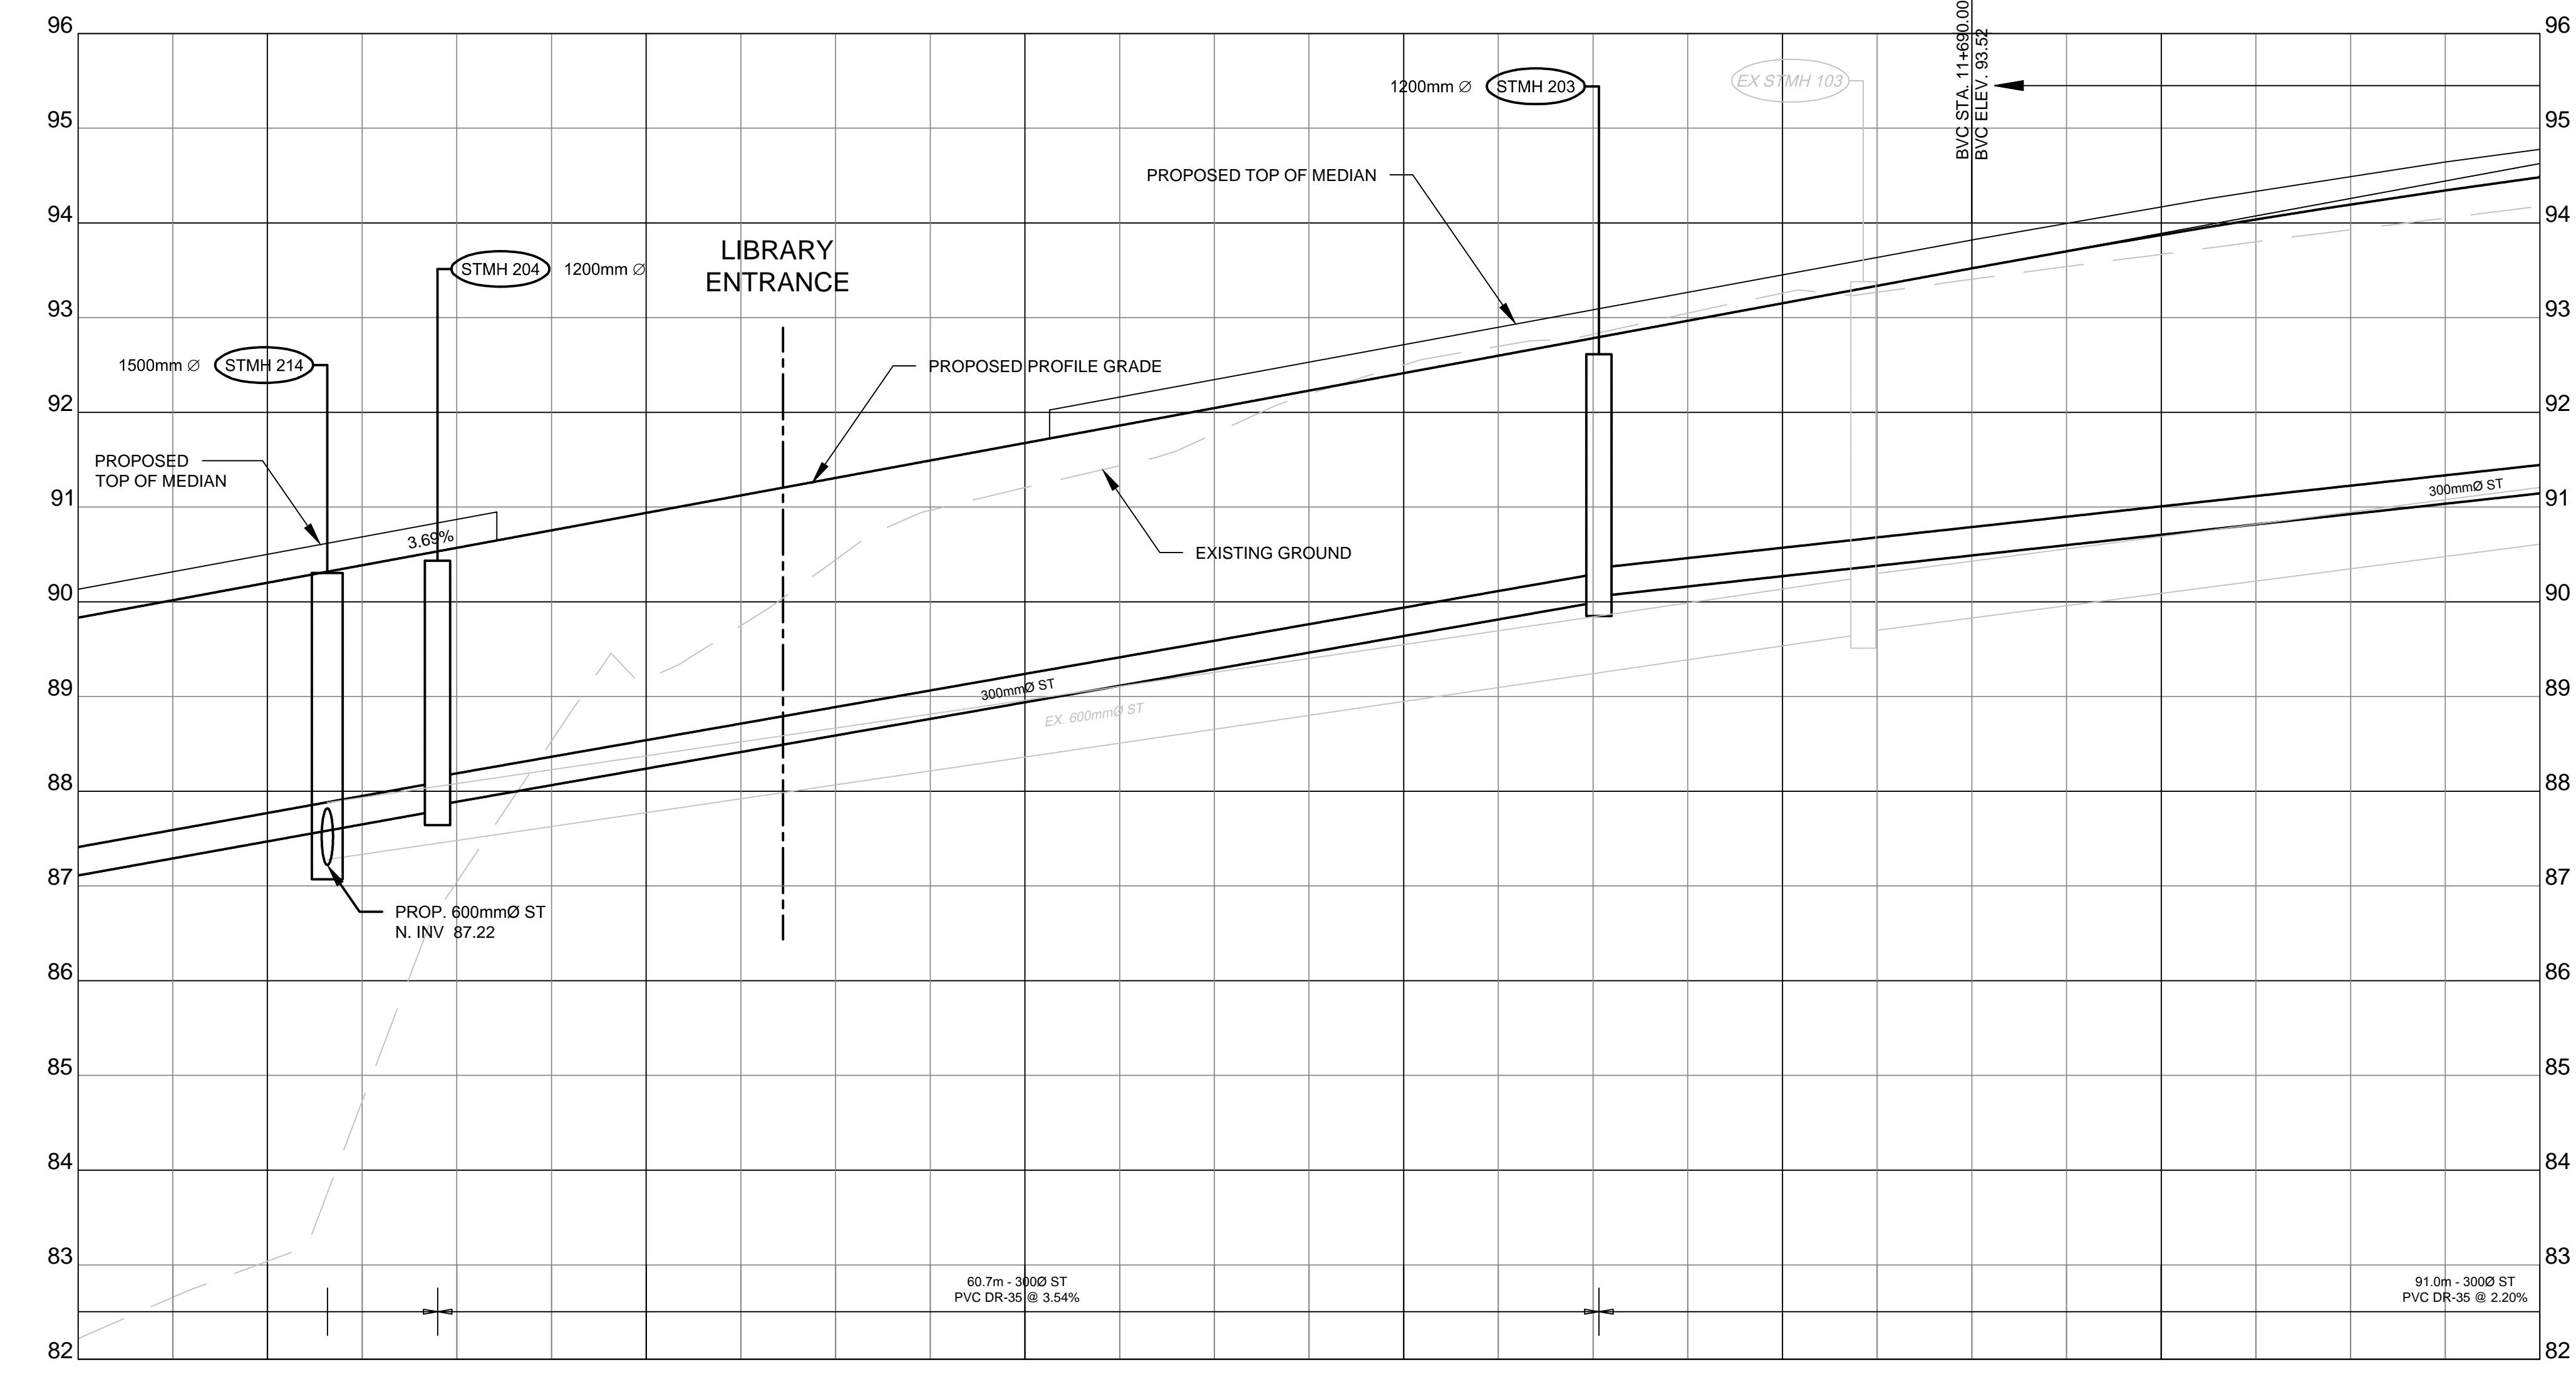 96
96
BVC STA. 11+690.00
BVC ELEV. 93.52
1200mm Ø
STMH 203
EX STMH 103
95
95
PROPOSED TOP OF MEDIAN
94
94
LIBRARY
ENTRANCE
STMH 204
1200mm Ø
93
93
1500mm Ø
STMH 214
PROPOSED PROFILE GRADE
92
92
PROPOSED
TOP OF MEDIAN
91
91
300mmØ ST
3.69%
EXISTING GROUND
90
90
89
89
300mmØ ST
EX. 600mmØ ST
88
88
87
87
PROP. 600mmØ ST
N. INV 87.22
86
86
85
85
84
84
83
83
60.7m - 300Ø ST
PVC DR-35 @ 3.54%
91.0m - 300Ø ST
PVC DR-35 @ 2.20%
82
82